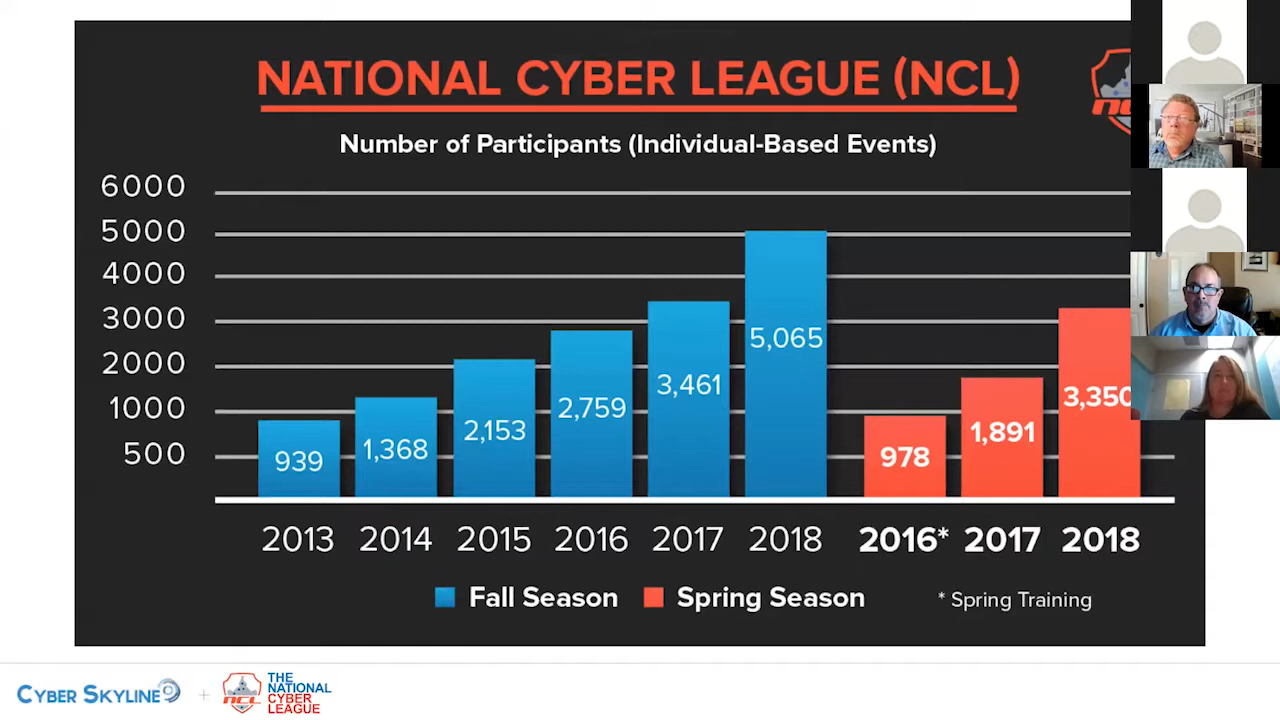 NATIONAL CYBER LEAGUE (NCL)
Number of Participants (Individual-Based Events)
6000
5000
4000
3000
2000
1000
500
939
1,368
2,153
2,759
3,461
5,065
978
1,891
3,350
2013 2014 2015 2016 2017 2018 2016* 2017 2018
Fall Season Spring Season * Spring Training
CYBER SKYLINE + NCL THE
NATIONAL
CYBER
LEAGUE